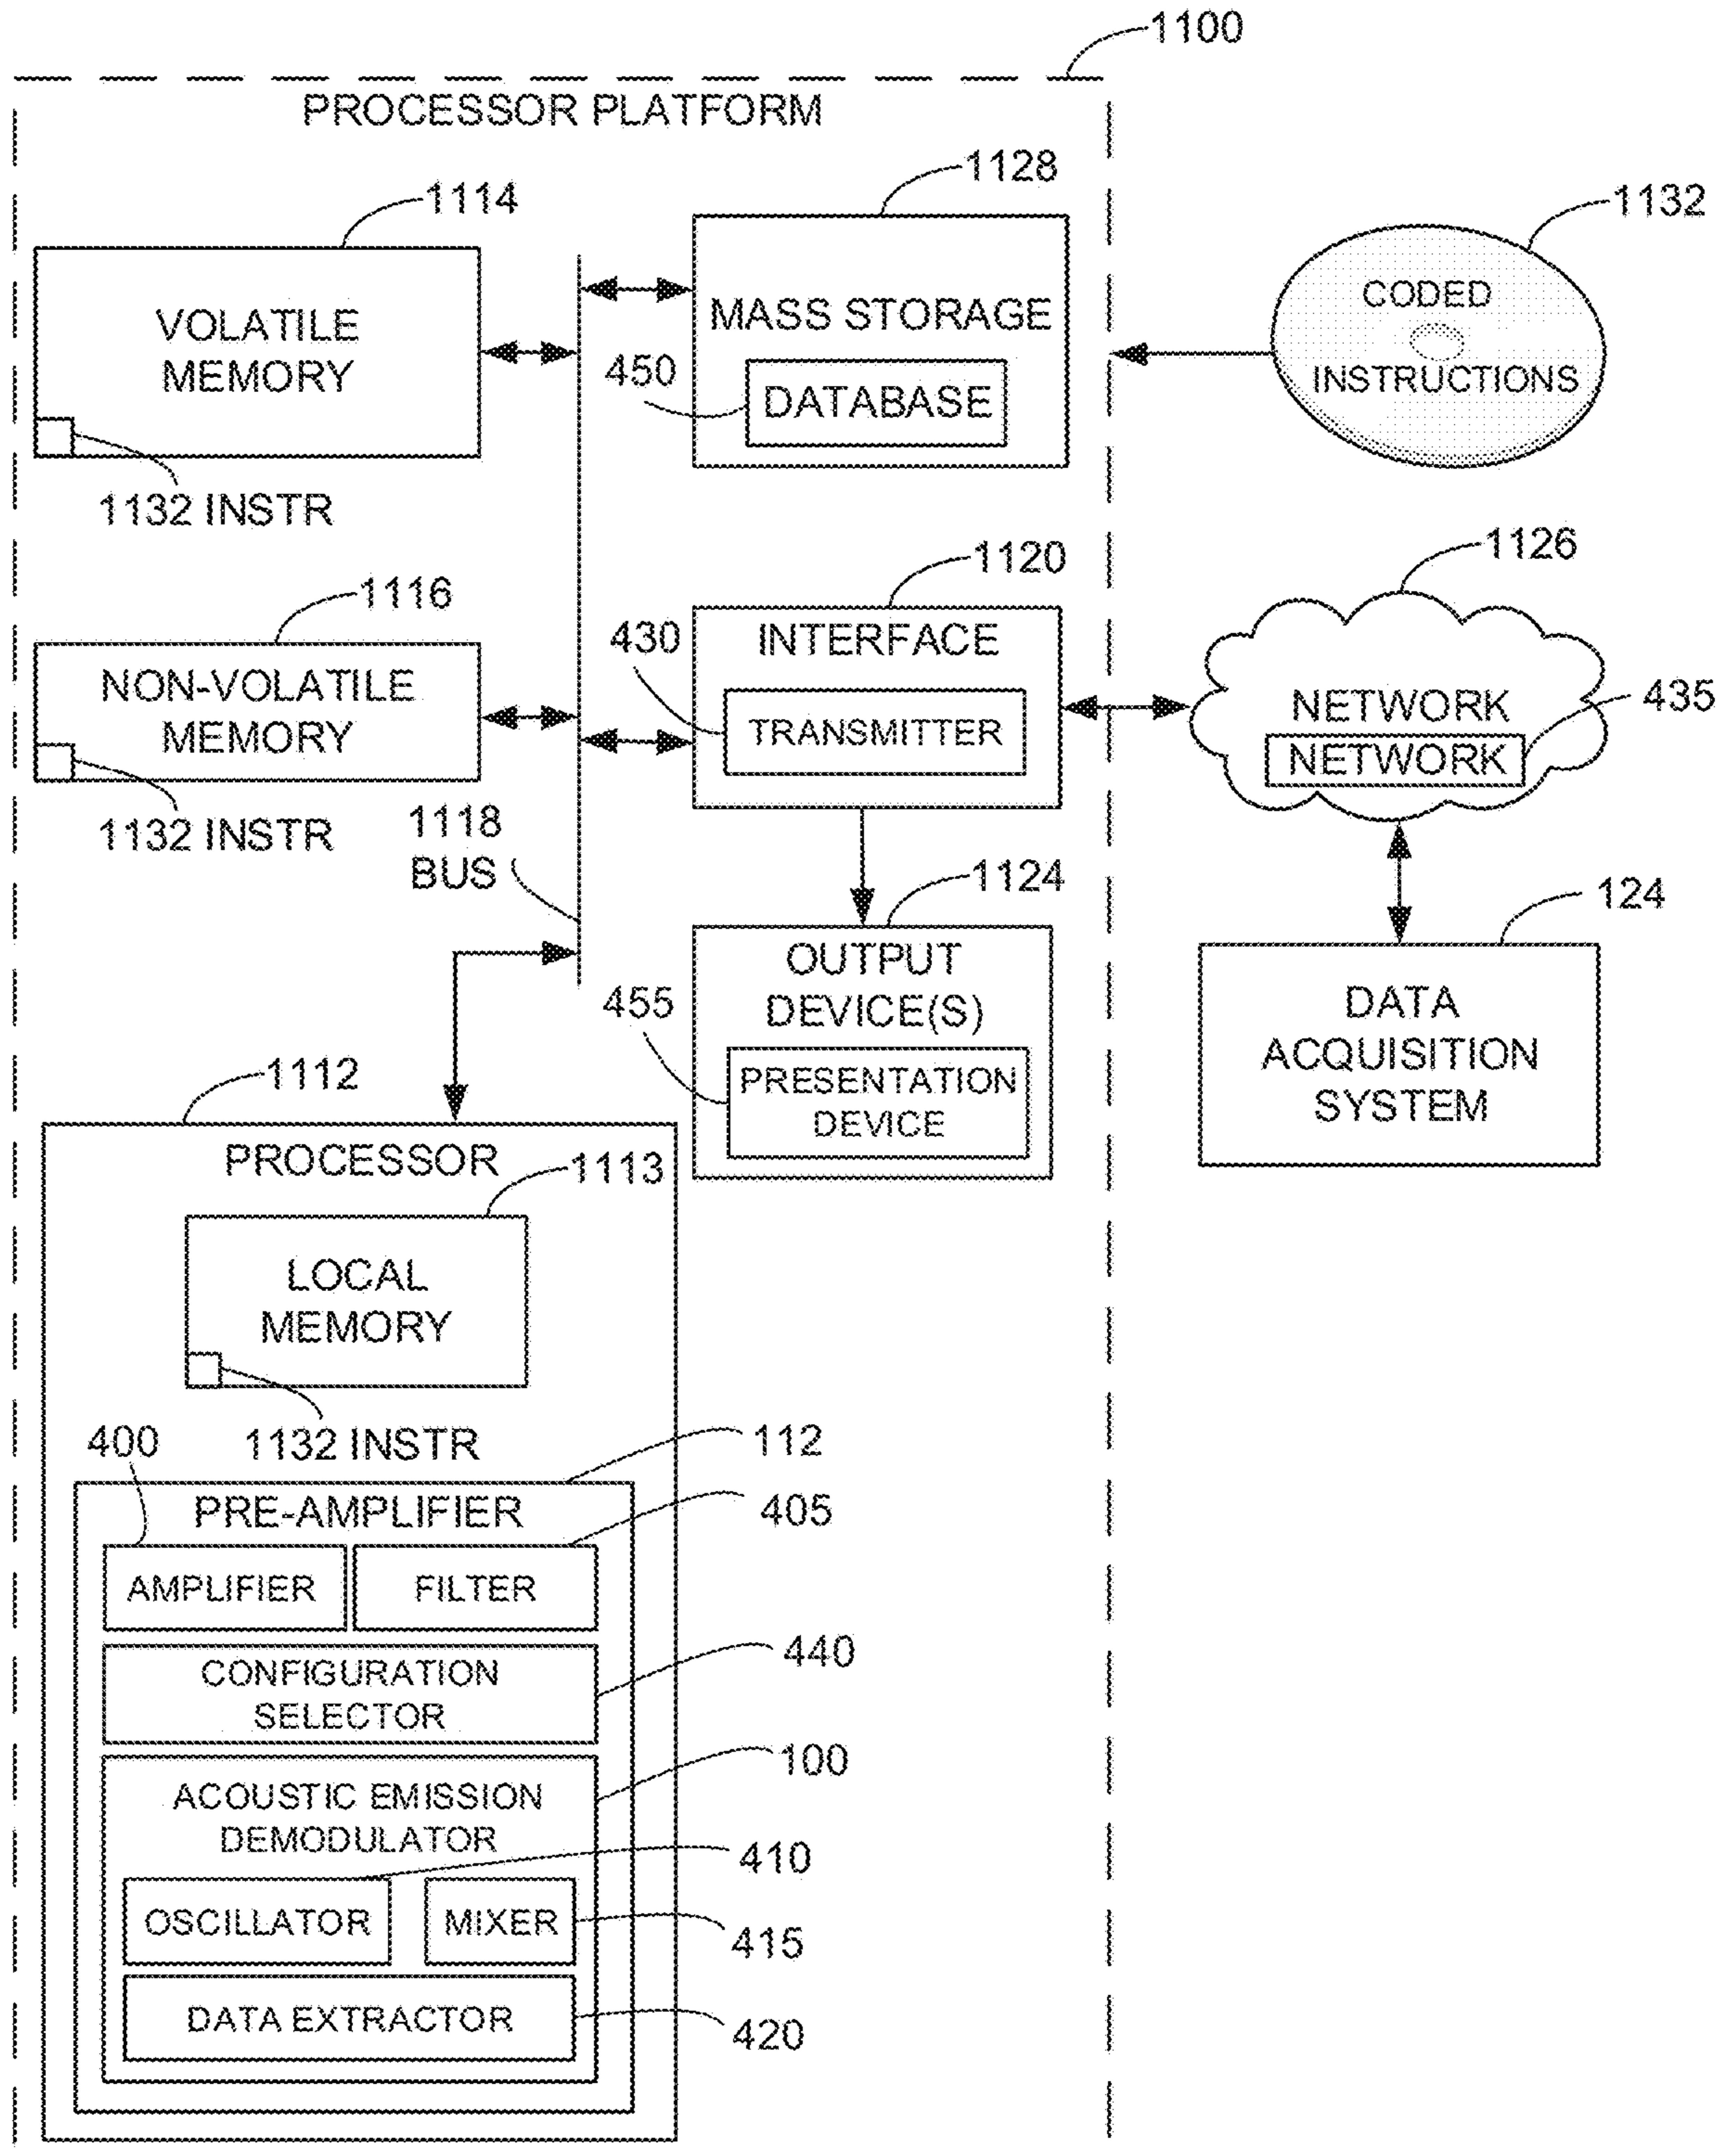 1100
PROCESSOR PLATFORM
1114
1128
1132
VOLATILE
MEMORY
MASS STORAGE
450
DATABASE
CODED
INSTRUCTIONS
1132 INSTR
1116
1120
1126
NON-VOLATILE
MEMORY
430
INTERFACE
TRANSMITTER
NETWORK
435
NETWORK
1132 INSTR
1118
BUS
1124
124
OUTPUT
DEVICE(S)
455
PRESENTATION
DEVICE
DATA
ACQUISITION
SYSTEM
1112
PROCESSOR
1113
LOCAL
MEMORY
1132 INSTR
400
112
PRE-AMPLIFIER
405
AMPLIFIER
FILTER
440
CONFIGURATION
SELECTOR
100
ACOUSTIC EMISSION
DEMODULATOR
410
OSCILLATOR
MIXER
415
DATA EXTRACTOR
420